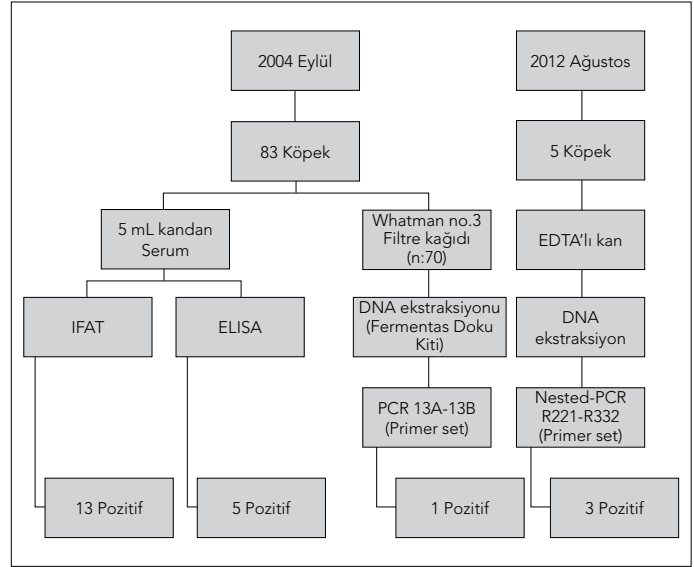 2004 Eylül
2012 Ağustos
83 Köpek
5 Köpek
5 mL kandan
Serum
Whatman no.3
Filtre kağıdı
(n:70)
EDTA'lı kan
IFAT
ELISA
DNA ekstraksiyonu
(Fermentas Doku
Kiti)
DNA
ekstraksiyon
PCR 13A-13B
(Primer set)
Nested-PCR
R221-R332
(Primer set)
13 Pozitif
5 Pozitif
1 Pozitif
3 Pozitif